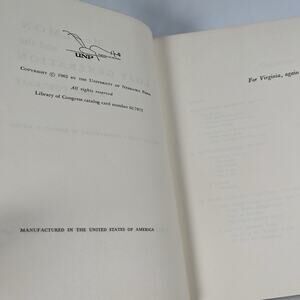 UNP
Copyright © 1962 by the University of Nebraska Press
All rights reserved
Library of Congress catalog card number 62-7872
MANUFACTURED IN THE UNITED STATES OF AMERICA
For Virginia, again